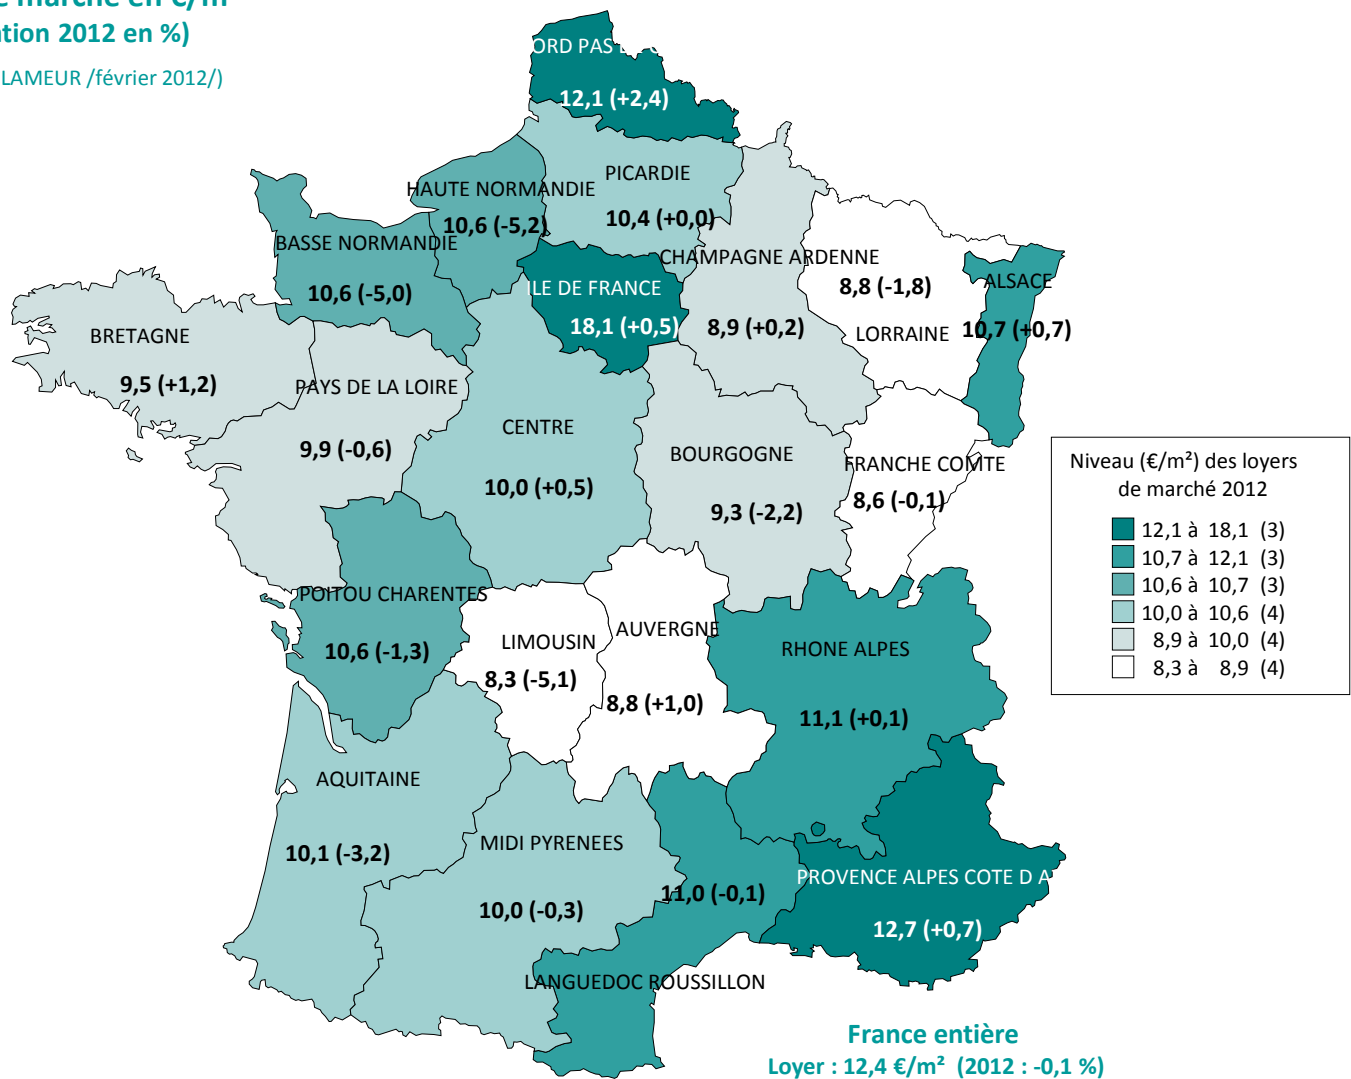 marché en €/m
2012 en %)
LAMEUR /février 2012/)
PAS
12,1 (+2,4)
PICARDIE
10,4 (+0,0)
HAUTE NORMANDIE
10,6 (-5,2)
BASSE NORMANDIE
10,6 (-5,0)
CHAMPAGNE ARDENNE
8,9 (+0,2)
ILE DE FRANCE
18,1 (+0,5)
8,8 (-1,8)
LORRAINE
ALSACE
10,7 (+0,7)
BRETAGNE
9,5 (+1,2)
PAYS DE LA LOIRE
9,9 (-0,6)
CENTRE
10,0 (+0,5)
BOURGOGNE
9,3 (-2,2)
FRANCHE COMTE
8,6 (-0,1)
Niveau (€/m²) des loyers
de marché 2012
12,1 à 18,1 (3)
10,7 à 12,1 (3)
10,6 à 10,7 (3)
10,0 à 10,6 (4)
8,9 à 10,0 (4)
8,3 à 8,9 (4)
POITOU CHARENTES
10,6 (-1,3)
LIMOUSIN
8,3 (-5,1)
AUVERGNE
8,8 (+1,0)
RHONE ALPES
11,1 (+0,1)
AQUITAINE
10,1 (-3,2)
MIDI PYRENEES
10,0 (-0,3)
11,0 (-0,1)
LANGUEDOC ROUSSILLON
PROVENCE ALPES COTE D A
12,7 (+0,7)
France entière
Loyer : 12,4 €/m² (2012 : -0,1 %)